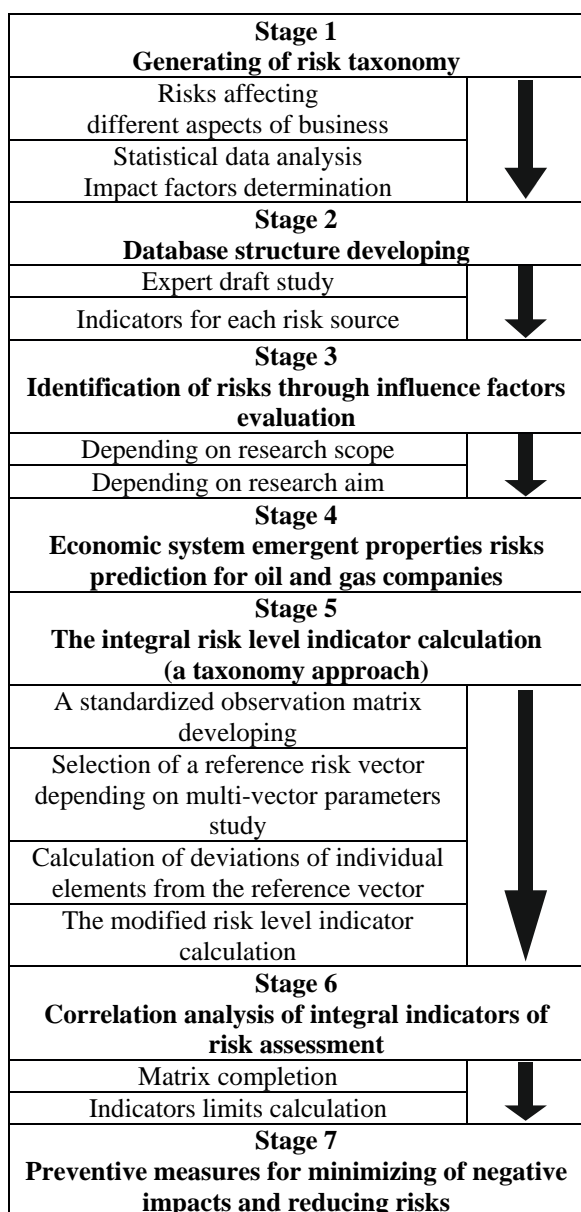 Stage 1
Generating of risk taxonomy
Risks affecting
different aspects of business
Statistical data analysis
Impact factors determination
Stage 2
Database structure developing
Expert draft study
Indicators for each risk source
Stage 3
Identification of risks through influence factors
evaluation
Depending on research scope
Depending on research aim
Stage 4
Economic system emergent properties risks
prediction for oil and gas companies
Stage 5
The integral risk level indicator calculation
(a taxonomy approach)
A standardized observation matrix
developing
Selection of a reference risk vector
depending on multi-vector parameters
study
Calculation of deviations of individual
elements from the reference vector
The modified risk level indicator
calculation
Stage 6
Correlation analysis of integral indicators of
risk assessment
Matrix completion
Indicators limits calculation
Stage 7
Preventive measures for minimizing of negative
impacts and reducing risks